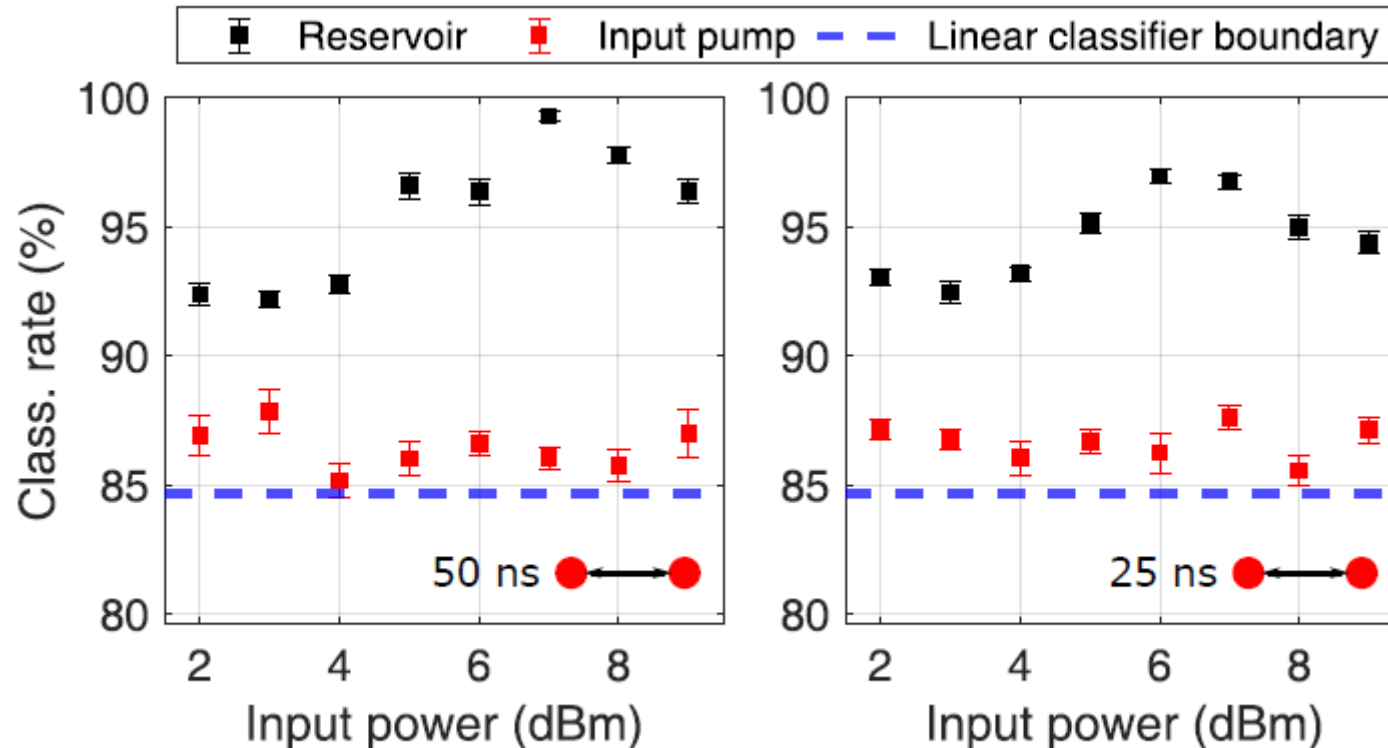 Reservoir Input pump Linear classifier boundary
Class. rate (%)
100
95
90
85
80
50 ns
2 4 6 8
Input power (dBm)
100
95
90
85
80
25 ns
2 4 6 8
Input power (dBm)